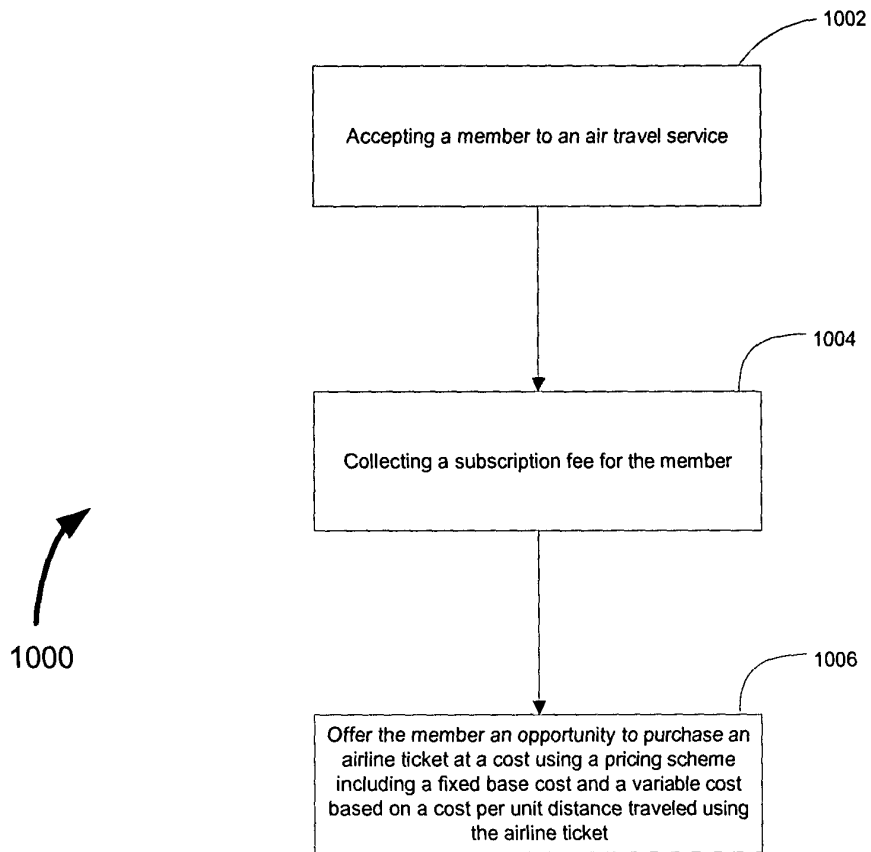 1002
Accepting a member to an air travel service
1004
Collecting a subscription fee for the member
1000
1006
Offer the member an opportunity to purchase an
airline ticket at a cost using a pricing scheme
including a fixed base cost and a variable cost
based on a cost per unit distance traveled using
the airline ticket